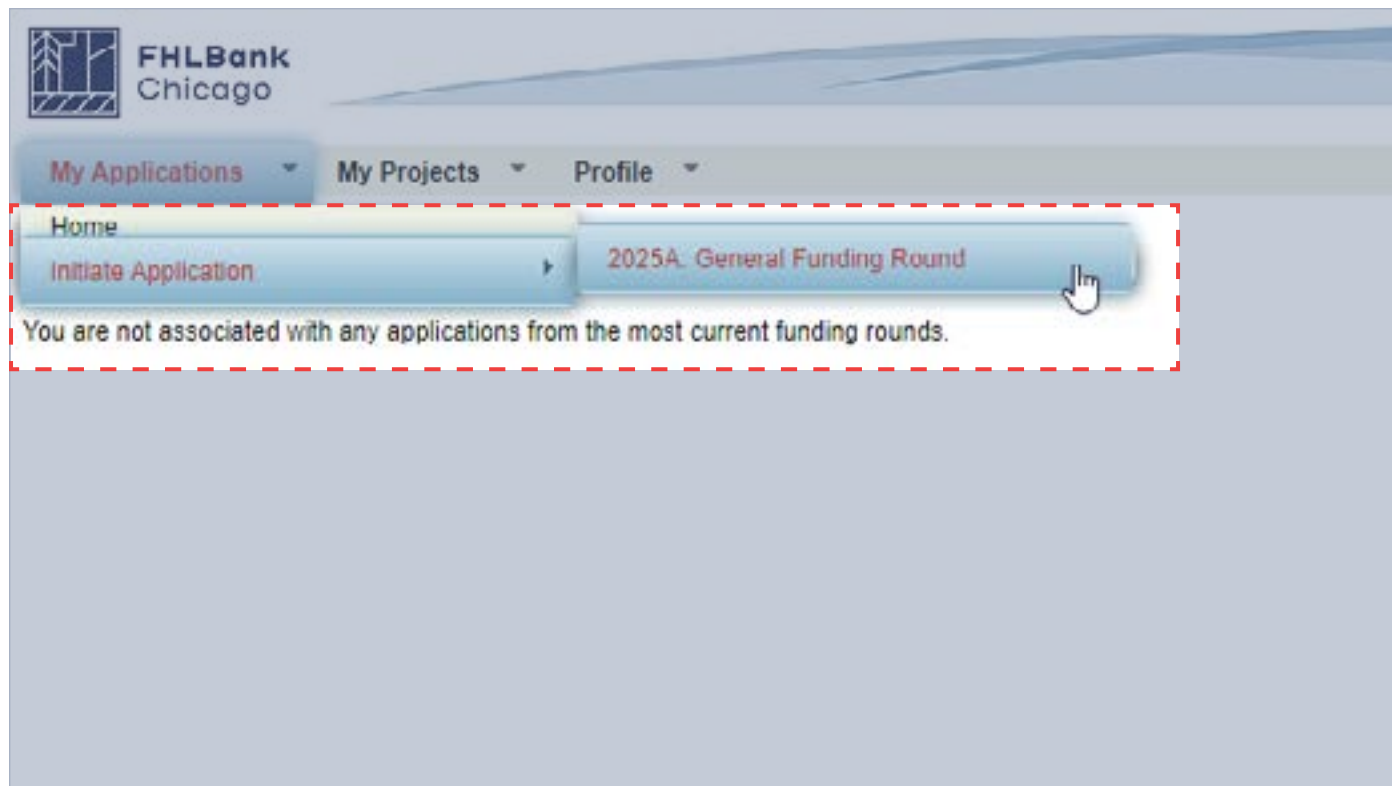 FHLBank
Chicago
My Applications My Projects Profile
Home
Initiate Application 2025A. General Funding Round
You are not associated with any applications from the most current funding rounds.